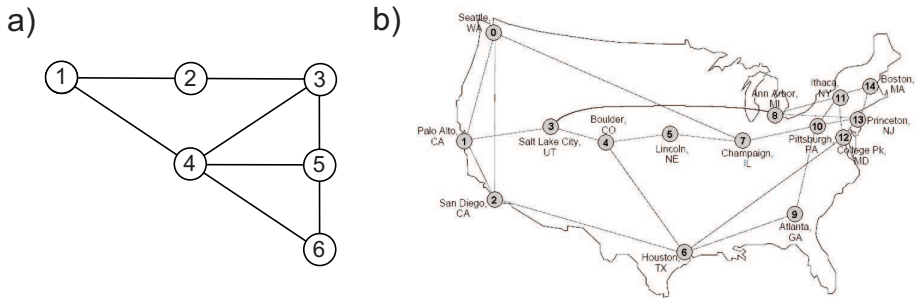 a)
1
2
3
4
5
6
b)
Seattle,
WA
0
Palo Alto,
CA
1
San Diego,
CA
2
3
Salt Lake City,
UT
Boulder,
CO
4
5
Lincoln,
NE
7
Champaign,
IL
Ann Arbor,
MI
8
Ithaca,
NY
11
Boston,
MA
14
13
Princeton,
NJ
10
Pittsburgh,
PA
12
College Pk,
MD
9
Atlanta,
GA
6
Houston,
TX